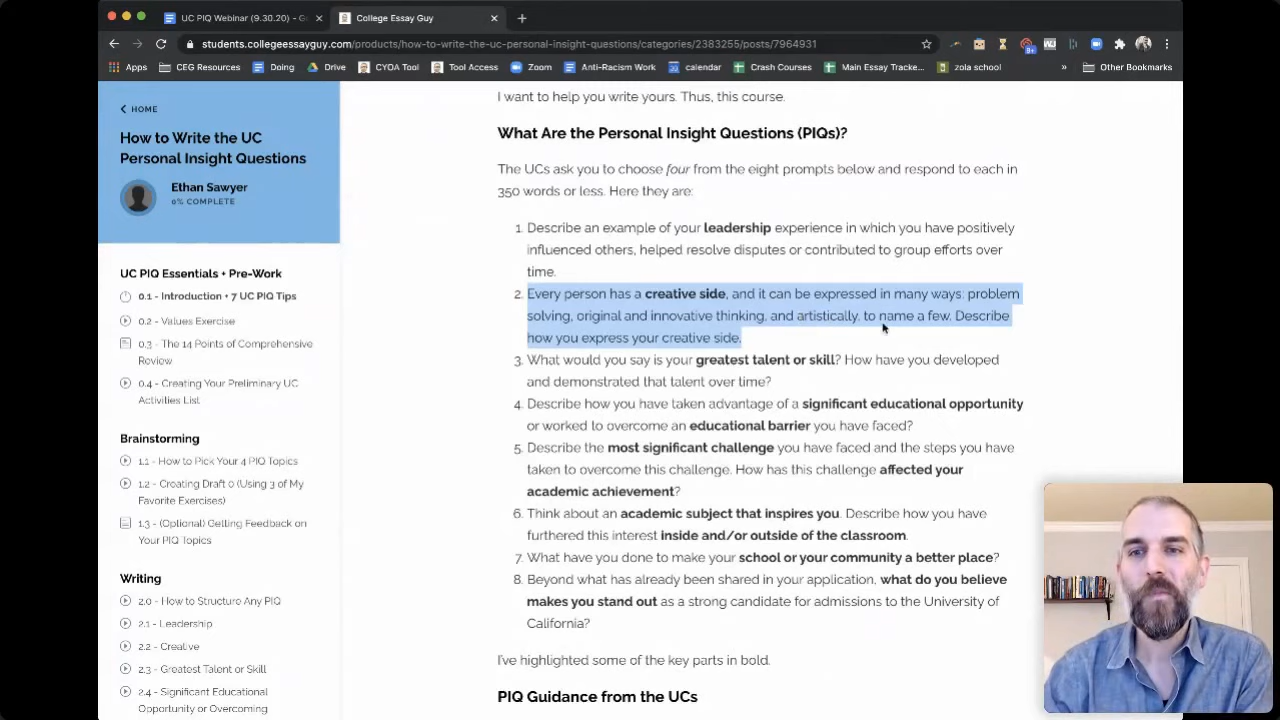 UC PIQ Webinar (9.30.20) - G
College Essay Guy
students.collegeessayguy.com/products/how-to-write-the-uc-personal-insight-questions/categories/2383255/posts/7964931
Apps
CEG Resources
Doing
Drive
CYOA Tool
Tool Access
Zoom
Anti-Racism Work
calendar
Crash Courses
Main Essay Tracke...
zola school
»
Other Bookmarks
HOME
How to Write the UC
Personal Insight Questions
Ethan Sawyer
0% COMPLETE
UC PIQ Essentials + Pre-Work
0.1 - Introduction + 7 UC PIQ Tips
0.2 - Values Exercise
0.3 - The 14 Points of Comprehensive
Review
0.4 - Creating Your Preliminary UC
Activities List
Brainstorming
1.1 - How to Pick Your 4 PIQ Topics
1.2 - Creating Draft 0 (Using 3 of My
Favorite Exercises)
1.3 - (Optional) Getting Feedback on
Your PIQ Topics
Writing
2.0 - How to Structure Any PIQ
2.1 - Leadership
2.2 - Creative
2.3 - Greatest Talent or Skill
2.4 - Significant Educational
Opportunity or Overcoming
I want to help you write yours. Thus, this course.
What Are the Personal Insight Questions (PIQs)?
The UCs ask you to choose four from the eight prompts below and respond to each in
350 words or less. Here they are:
1. Describe an example of your leadership experience in which you have positively
influenced others, helped resolve disputes or contributed to group efforts over
time.
2. Every person has a creative side, and it can be expressed in many ways: problem
solving, original and innovative thinking, and artistically, to name a few. Describe
how you express your creative side.
3. What would you say is your greatest talent or skill? How have you developed
and demonstrated that talent over time?
4. Describe how you have taken advantage of a significant educational opportunity
or worked to overcome an educational barrier you have faced?
5. Describe the most significant challenge you have faced and the steps you have
taken to overcome this challenge. How has this challenge affected your
academic achievement?
6. Think about an academic subject that inspires you. Describe how you have
furthered this interest inside and/or outside of the classroom.
7. What have you done to make your school or your community a better place?
8. Beyond what has already been shared in your application, what do you believe
makes you stand out as a strong candidate for admissions to the University of
California?
I've highlighted some of the key parts in bold.
PIQ Guidance from the UCs